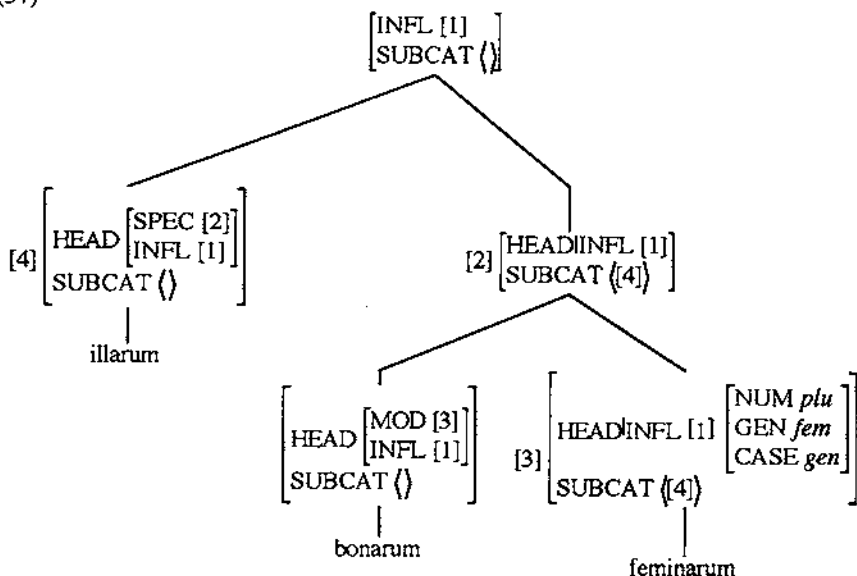 [INFL [1]
SUBCAT ⟨⟩]
[4] [HEAD [SPEC [2]
INFL [1]]
SUBCAT ⟨⟩]
illarum
[2] [HEAD|INFL [1]
SUBCAT ⟨[4]⟩]
[HEAD [MOD [3]
INFL [1]]
SUBCAT ⟨⟩]
bonarum
[3] [HEAD|INFL [1] [NUM plu
GEN fem
CASE gen]
SUBCAT ⟨[4]⟩]
feminarum